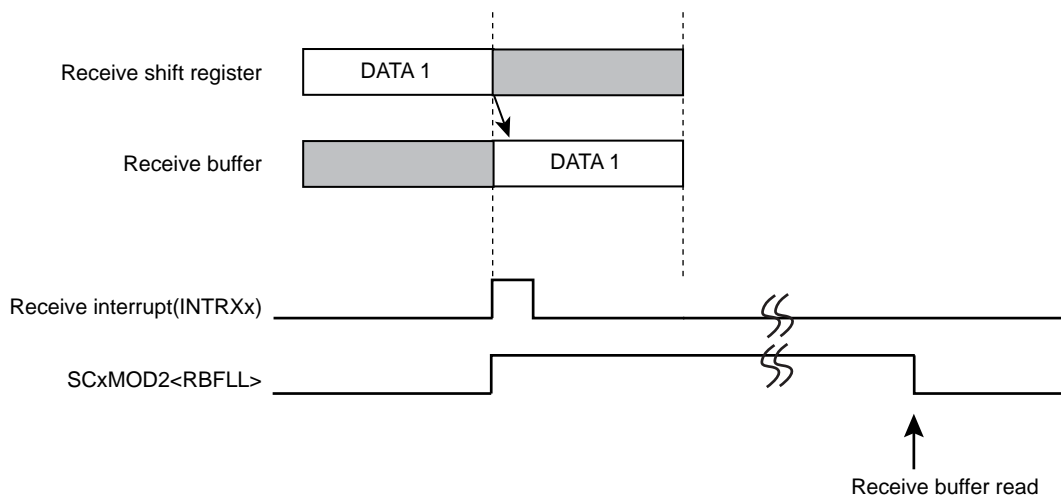 Receive shift register
DATA 1
Receive buffer
DATA 1
Receive interrupt(INTRXx)
SCxMOD2<RBFLL>
Receive buffer read